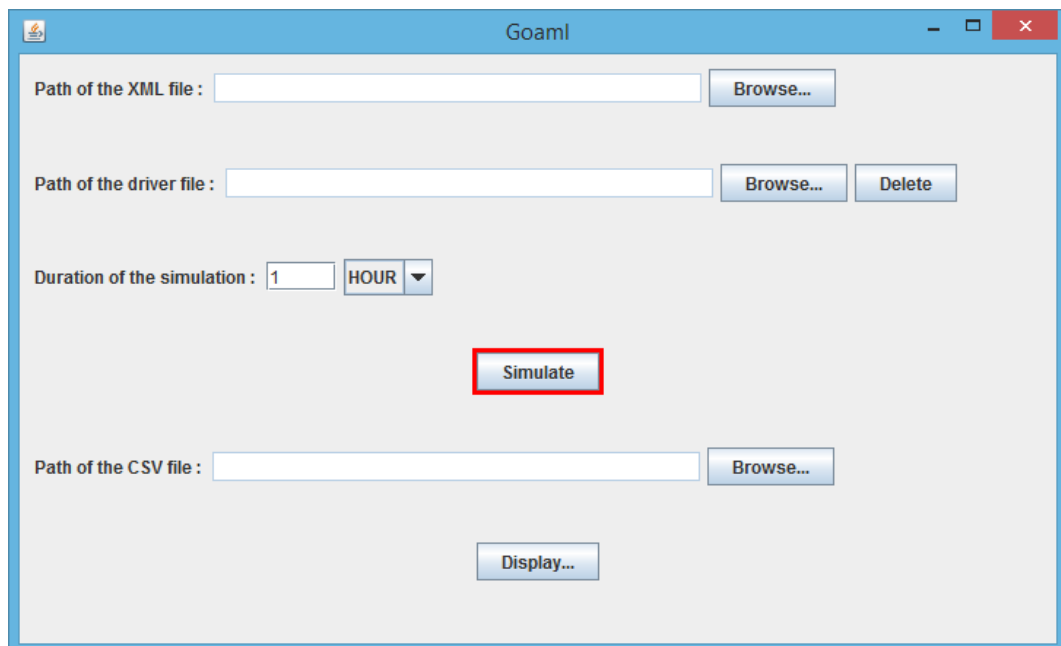 Goaml
Path of the XML file : Browse...
Path of the driver file : Browse... Delete
Duration of the simulation : 1 HOUR
Simulate
Path of the CSV file : Browse...
Display...